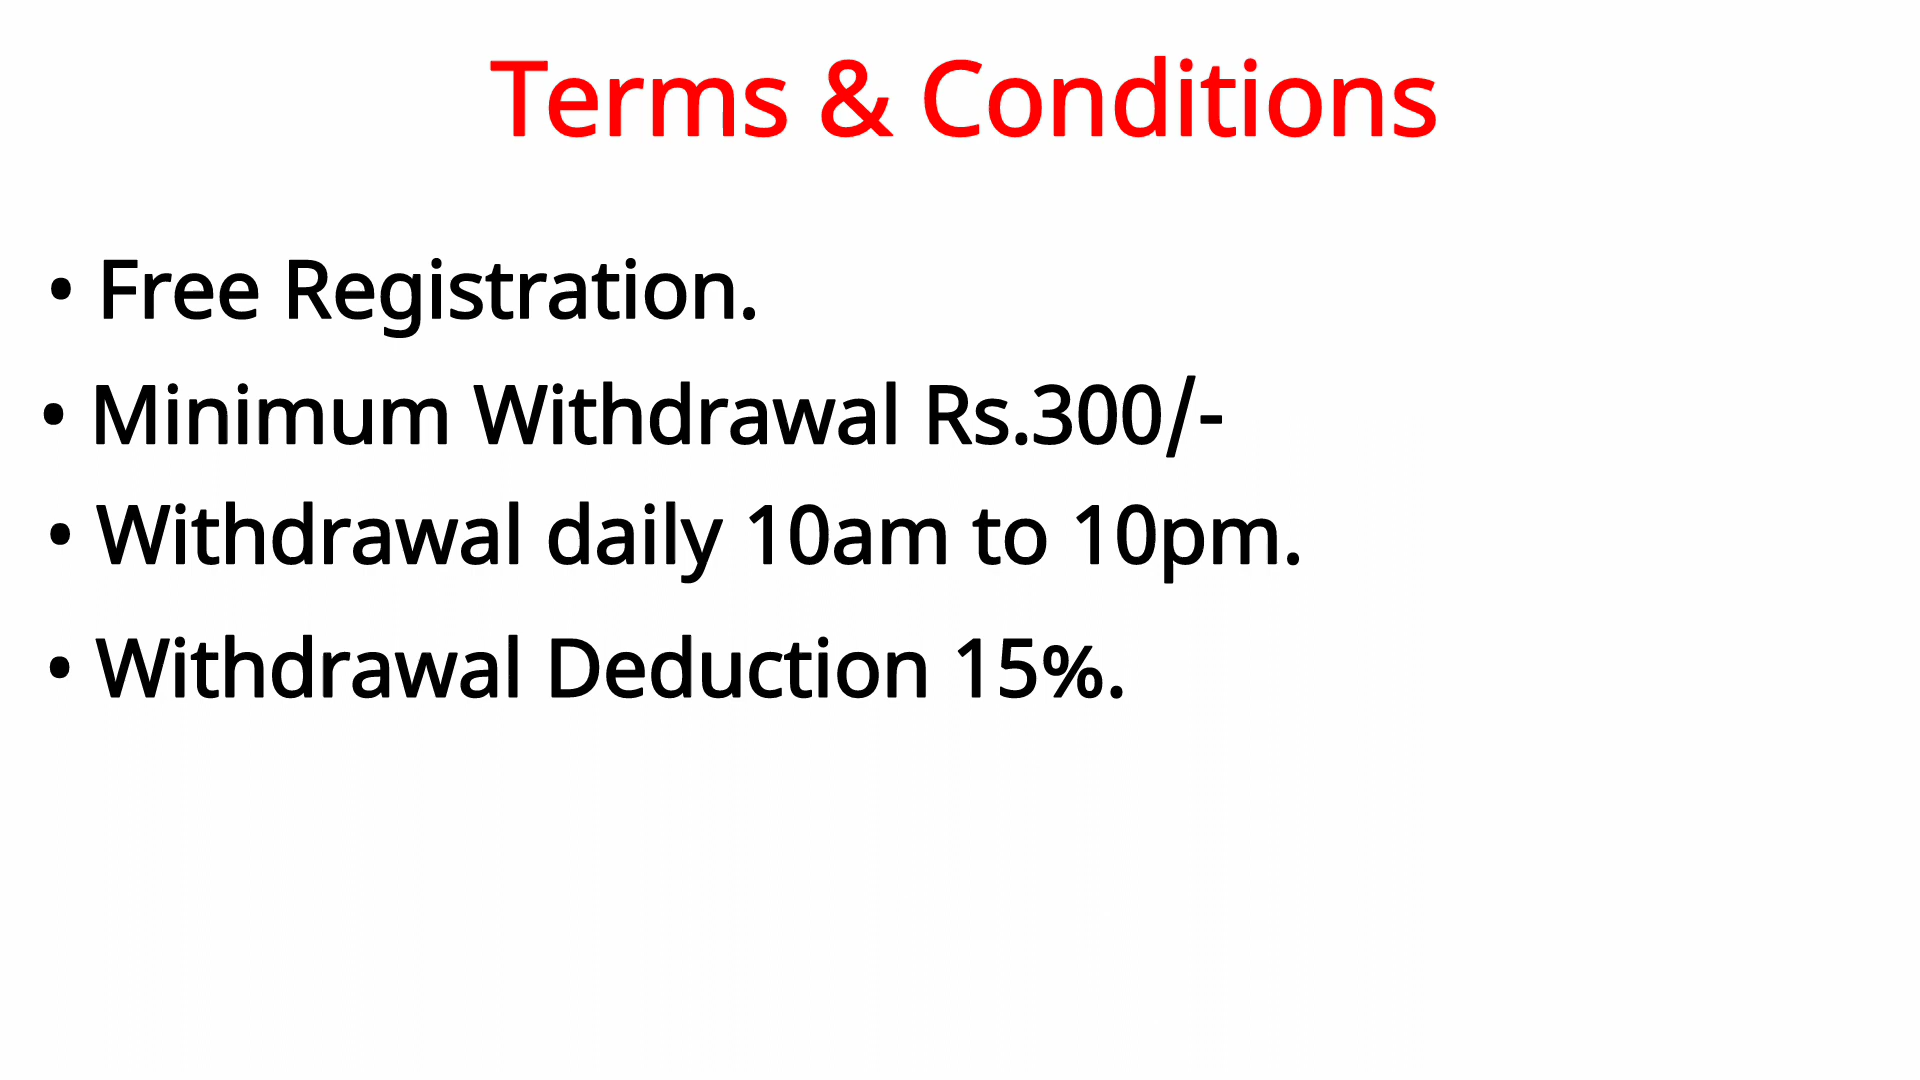 Terms & Conditions
• Free Registration.
• Minimum Withdrawal Rs.300/-
• Withdrawal daily 10am to 10pm.
• Withdrawal Deduction 15%.